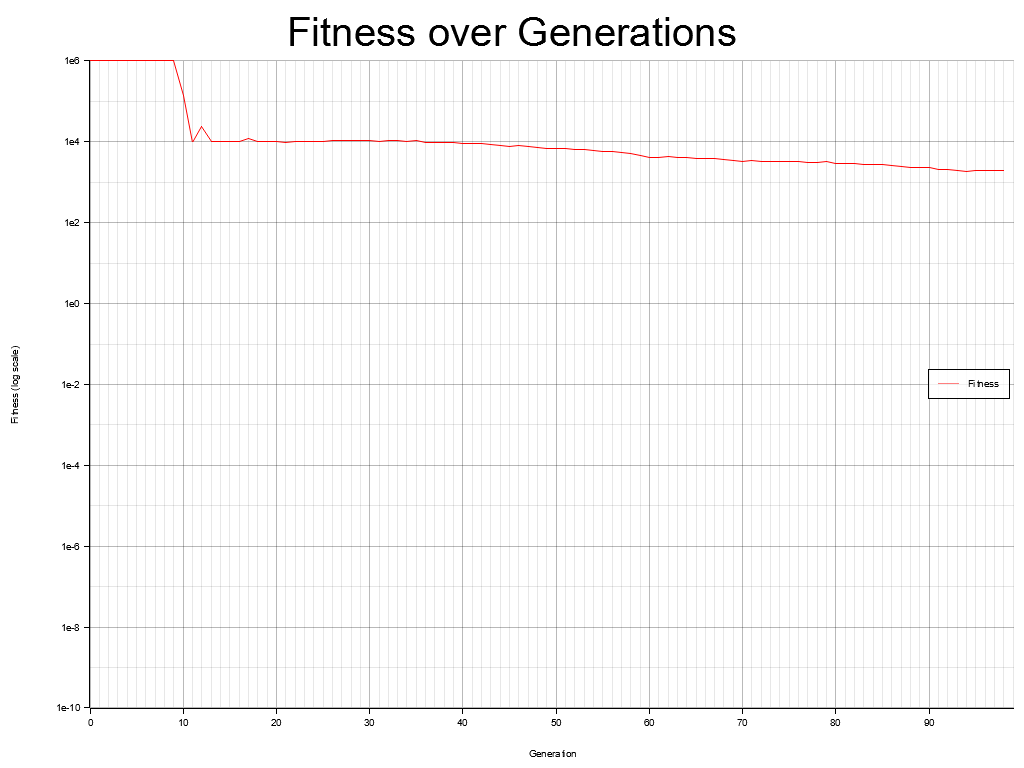 Fitness over Generations
1e6
1e4
1e2
1e0
1e-2
1e-4
1e-6
1e-8
1e-10
Fitness (log scale)
Fitness
0 10 20 30 40 50 60 70 80 90
Generation